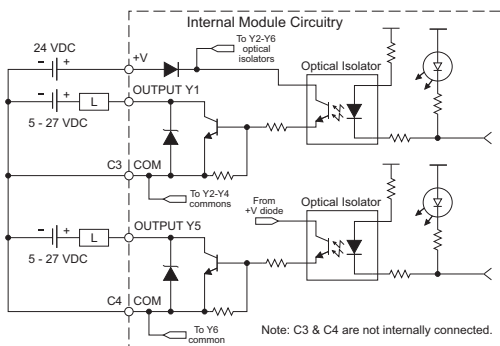 Internal Module Circuitry
24 VDC
- +
+V
To Y2-Y6
optical
isolators
Optical Isolator
OUTPUT Y1
- +
L
5 - 27 VDC
C3
COM
To Y2-Y4
commons
From
+V diode
Optical Isolator
OUTPUT Y5
- +
L
5 - 27 VDC
C4
COM
To Y6
common
Note: C3 & C4 are not internally connected.